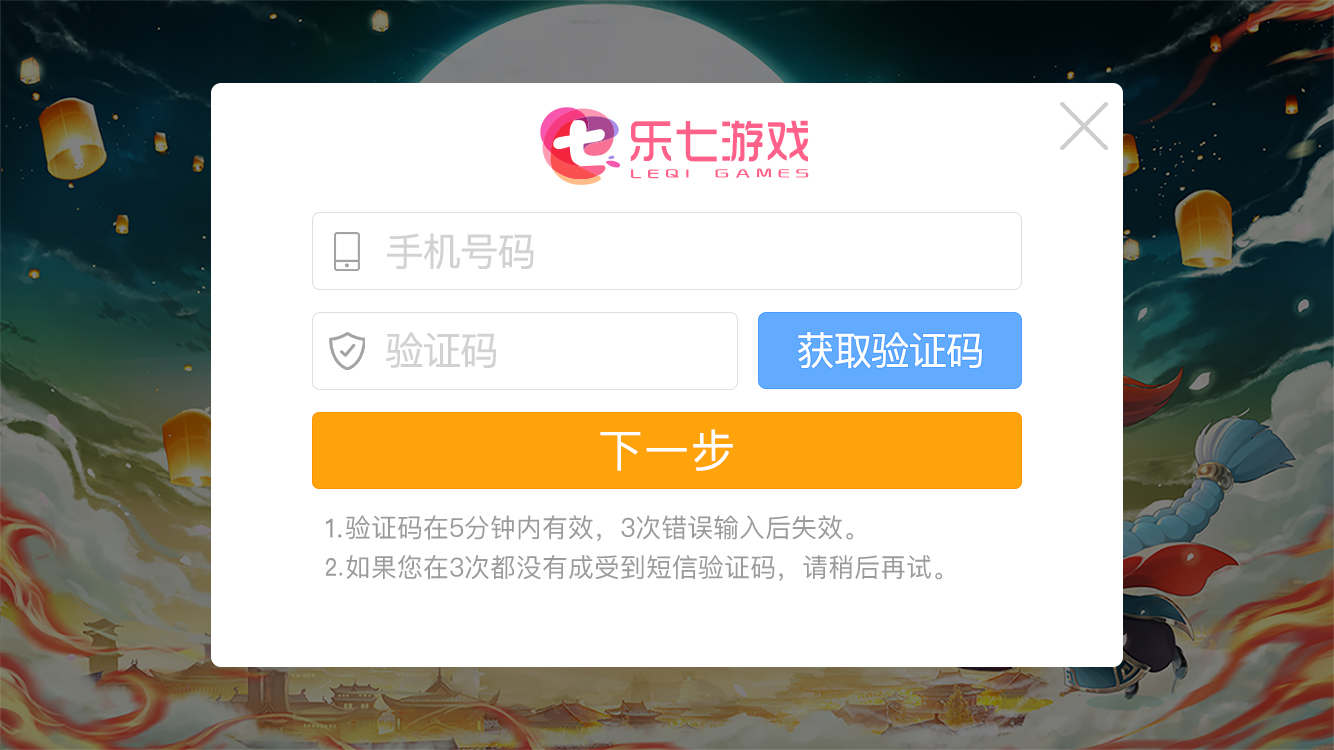 乐七游戏
LEQI GAMES
手机号码
验证码
获取验证码
下一步
1.验证码在5分钟内有效，3次错误输入后失效。
2.如果您在3次都没有成受到短信验证码，请稍后再试。